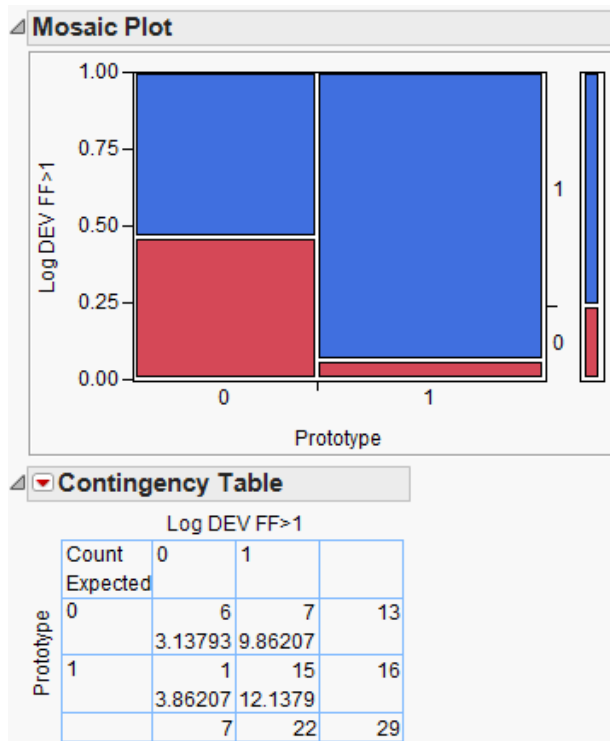 Mosaic Plot
1.00
0.75
0.50
0.25
0.00
Log DEV FF>1
1
0
0 1
Prototype
Contingency Table
Log DEV FF>1
Count 0 1
Expected
Prototype
0 6 7 13
3.13793 9.86207
1 1 15 16
3.86207 12.1379
7 22 29